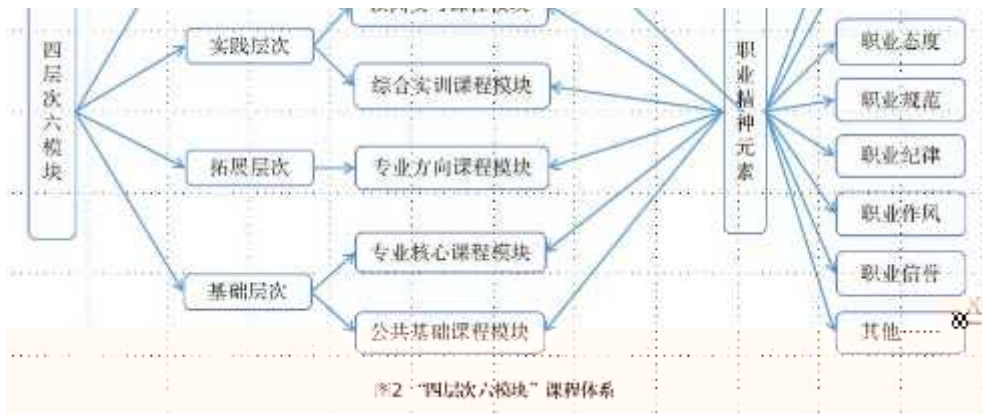 四层次六模块
实践层次
拓展层次
基础层次
综合实训课程模块
专业方向课程模块
专业核心课程模块
公共基础课程模块
职业精神元素
职业态度
职业规范
职业纪律
职业作风
职业信誉
其他……
图2 “四层次六模块”课程体系